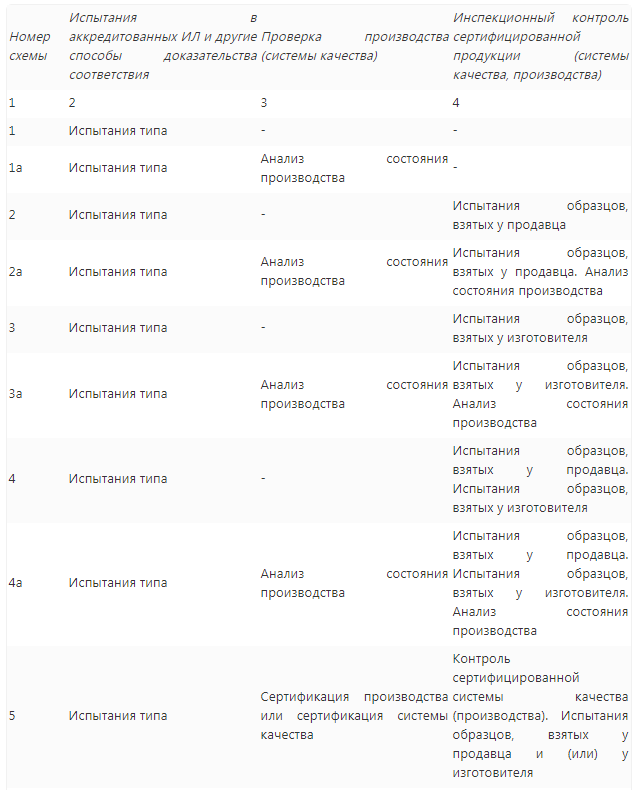 Номер схемы
Испытания в аккредитованных ИЛ и другие способы доказательства соответствия
Проверка производства (системы качества)
Инспекционный контроль сертифицированной продукции (системы качества, производства)
1
2
3
4
1
Испытания типа
-
-
1а
Испытания типа
Анализ состояния
производства
-
2
Испытания типа
-
Испытания образцов,
взятых у продавца
2а
Испытания типа
Анализ состояния
производства
Испытания образцов,
взятых у продавца. Анализ
состояния производства
3
Испытания типа
-
Испытания образцов,
взятых у изготовителя
3а
Испытания типа
Анализ состояния
производства
Испытания образцов,
взятых у изготовителя.
Анализ состояния
производства
4
Испытания типа
-
Испытания образцов,
взятых у продавца.
Испытания образцов,
взятых у изготовителя
4а
Испытания типа
Анализ состояния
производства
Испытания образцов,
взятых у продавца.
Испытания образцов,
взятых у изготовителя.
Анализ состояния
производства
5
Испытания типа
Сертификация производства
или сертификация системы
качества
Контроль
сертифицированной
системы качества
(производства). Испытания
образцов, взятых у
продавца и (или) у
изготовителя